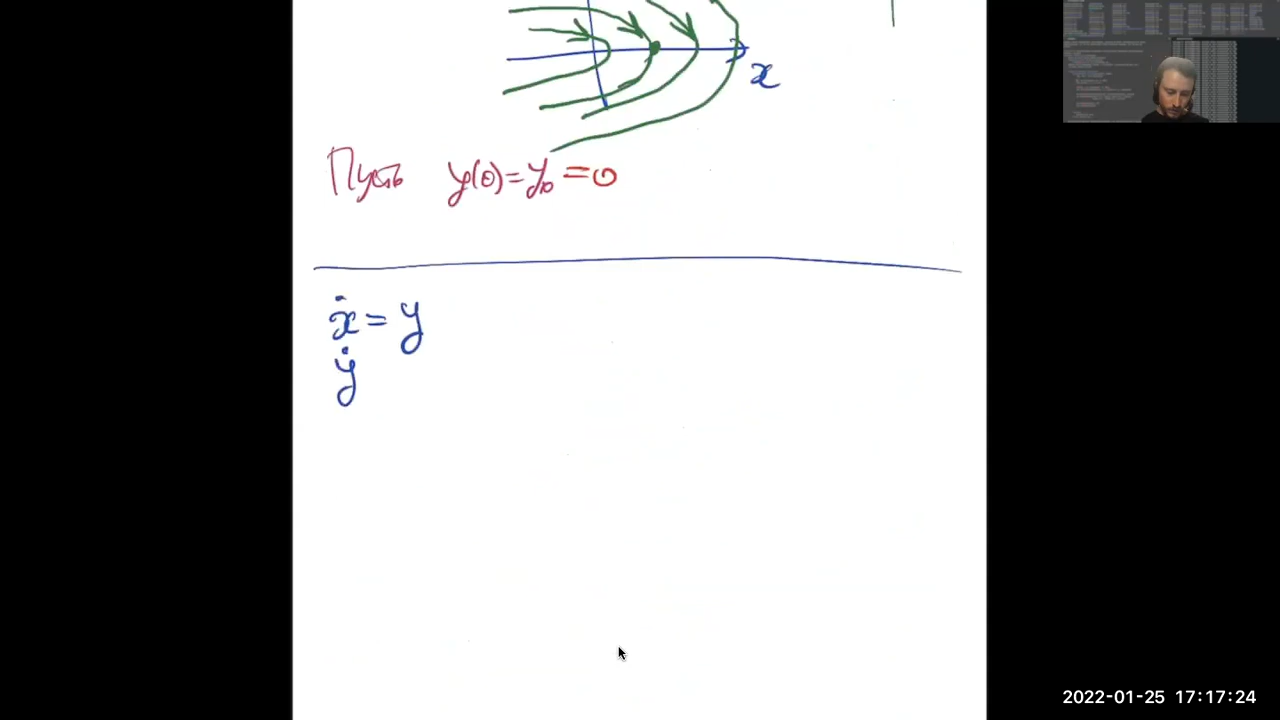 x
Пусть y(0)=y₀=0
ẋ = y
ẏ
2022-01-25 17:17:24